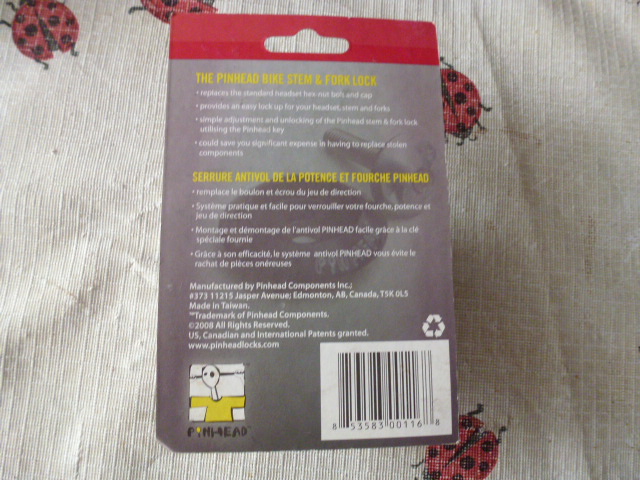 THE PINHEAD BIKE STEM & FORK LOCK
• replaces the standard headset hex-nut bolt and cap
• provides an easy lock up for your headset, stem and forks
• simple adjustment and unlocking of the Pinhead stem & fork lock
utilising the Pinhead key
• could save you significant expense in having to replace stolen
components
SERRURE ANTIVOL DE LA POTENCE ET FOURCHE PINHEAD
• remplace le boulon et écrou du jeu de direction
• Système pratique et facile pour verrouiller votre fourche, potence et
jeu de direction
• Montage et démontage de l'antivol PINHEAD facile grâce à la clé
spéciale fournie
• Grâce à son efficacité, le système antivol PINHEAD vous évite le
rachat de pièces onéreuses
Manufactured by Pinhead Components Inc.;
#373 11215 Jasper Avenue; Edmonton, AB, Canada, T5K 0L5
Made in Taiwan.
™Trademark of Pinhead Components.
©2008 All Rights Reserved.
US, Canadian and International Patents granted.
www.pinheadlocks.com
PINHEAD
8 53583 00116 8